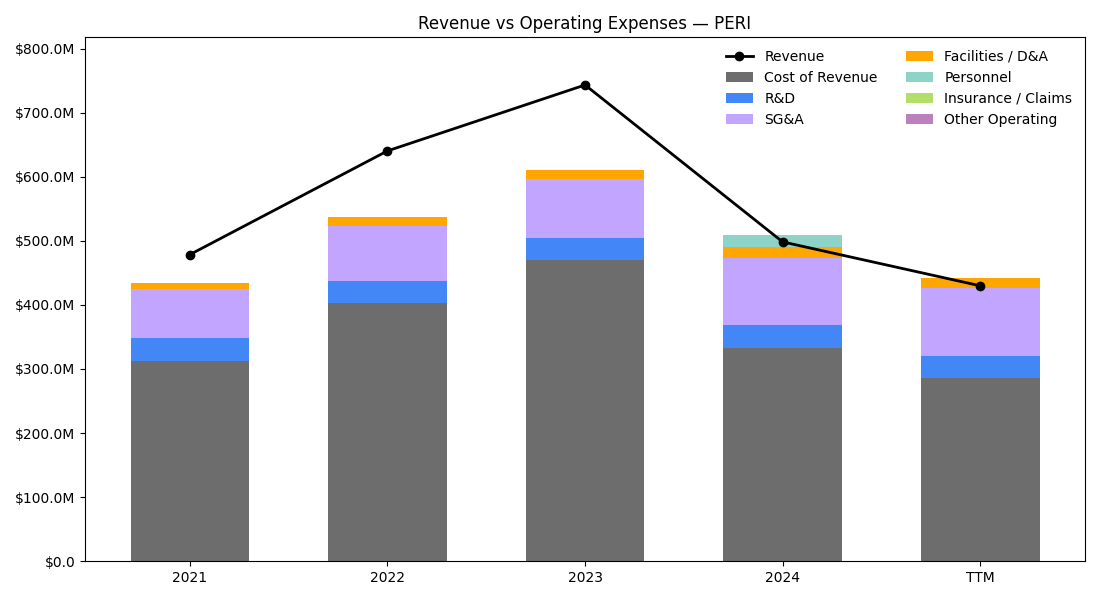 Revenue vs Operating Expenses — PERI
$800.0M
$700.0M
$600.0M
$500.0M
$400.0M
$300.0M
$200.0M
$100.0M
$0.0
Revenue
Cost of Revenue
R&D
SG&A
Facilities / D&A
Personnel
Insurance / Claims
Other Operating
2021 2022 2023 2024 TTM